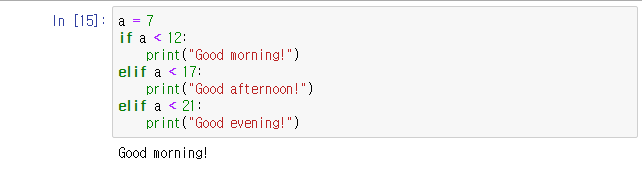 In [15]: a = 7
if a < 12:
    print("Good morning!")
elif a < 17:
    print("Good afternoon!")
elif a < 21:
    print("Good evening!")
Good morning!